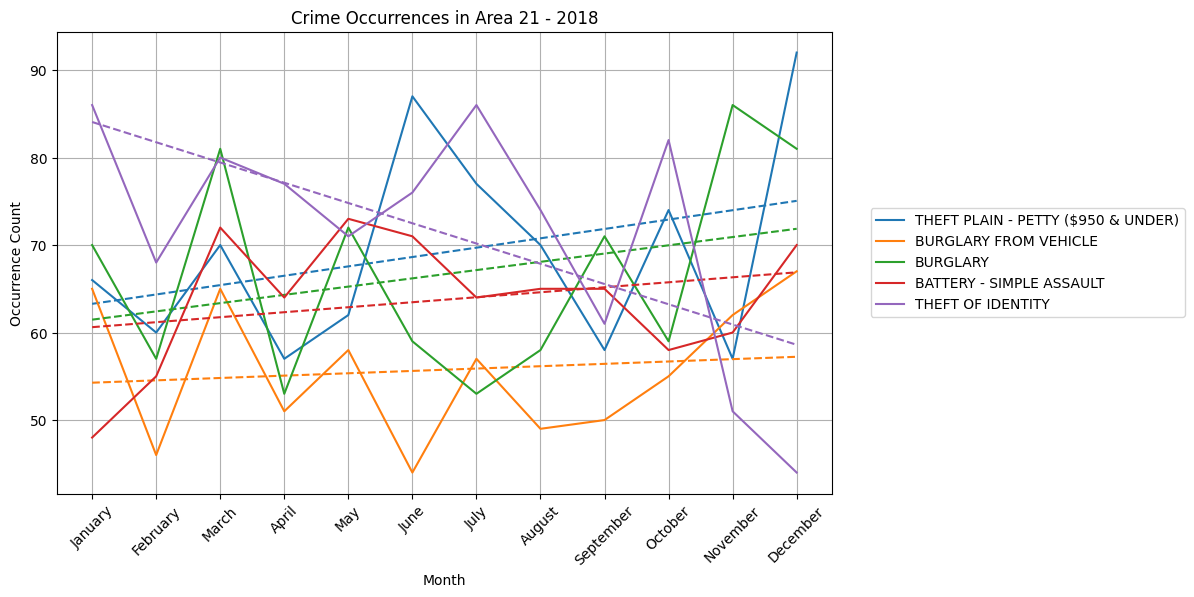 Crime Occurrences in Area 21 - 2018
Occurrence Count
90
80
70
60
50
January
February
March
April
May
June
July
August
September
October
November
December
Month
THEFT PLAIN - PETTY ($950 & UNDER)
BURGLARY FROM VEHICLE
BURGLARY
BATTERY - SIMPLE ASSAULT
THEFT OF IDENTITY